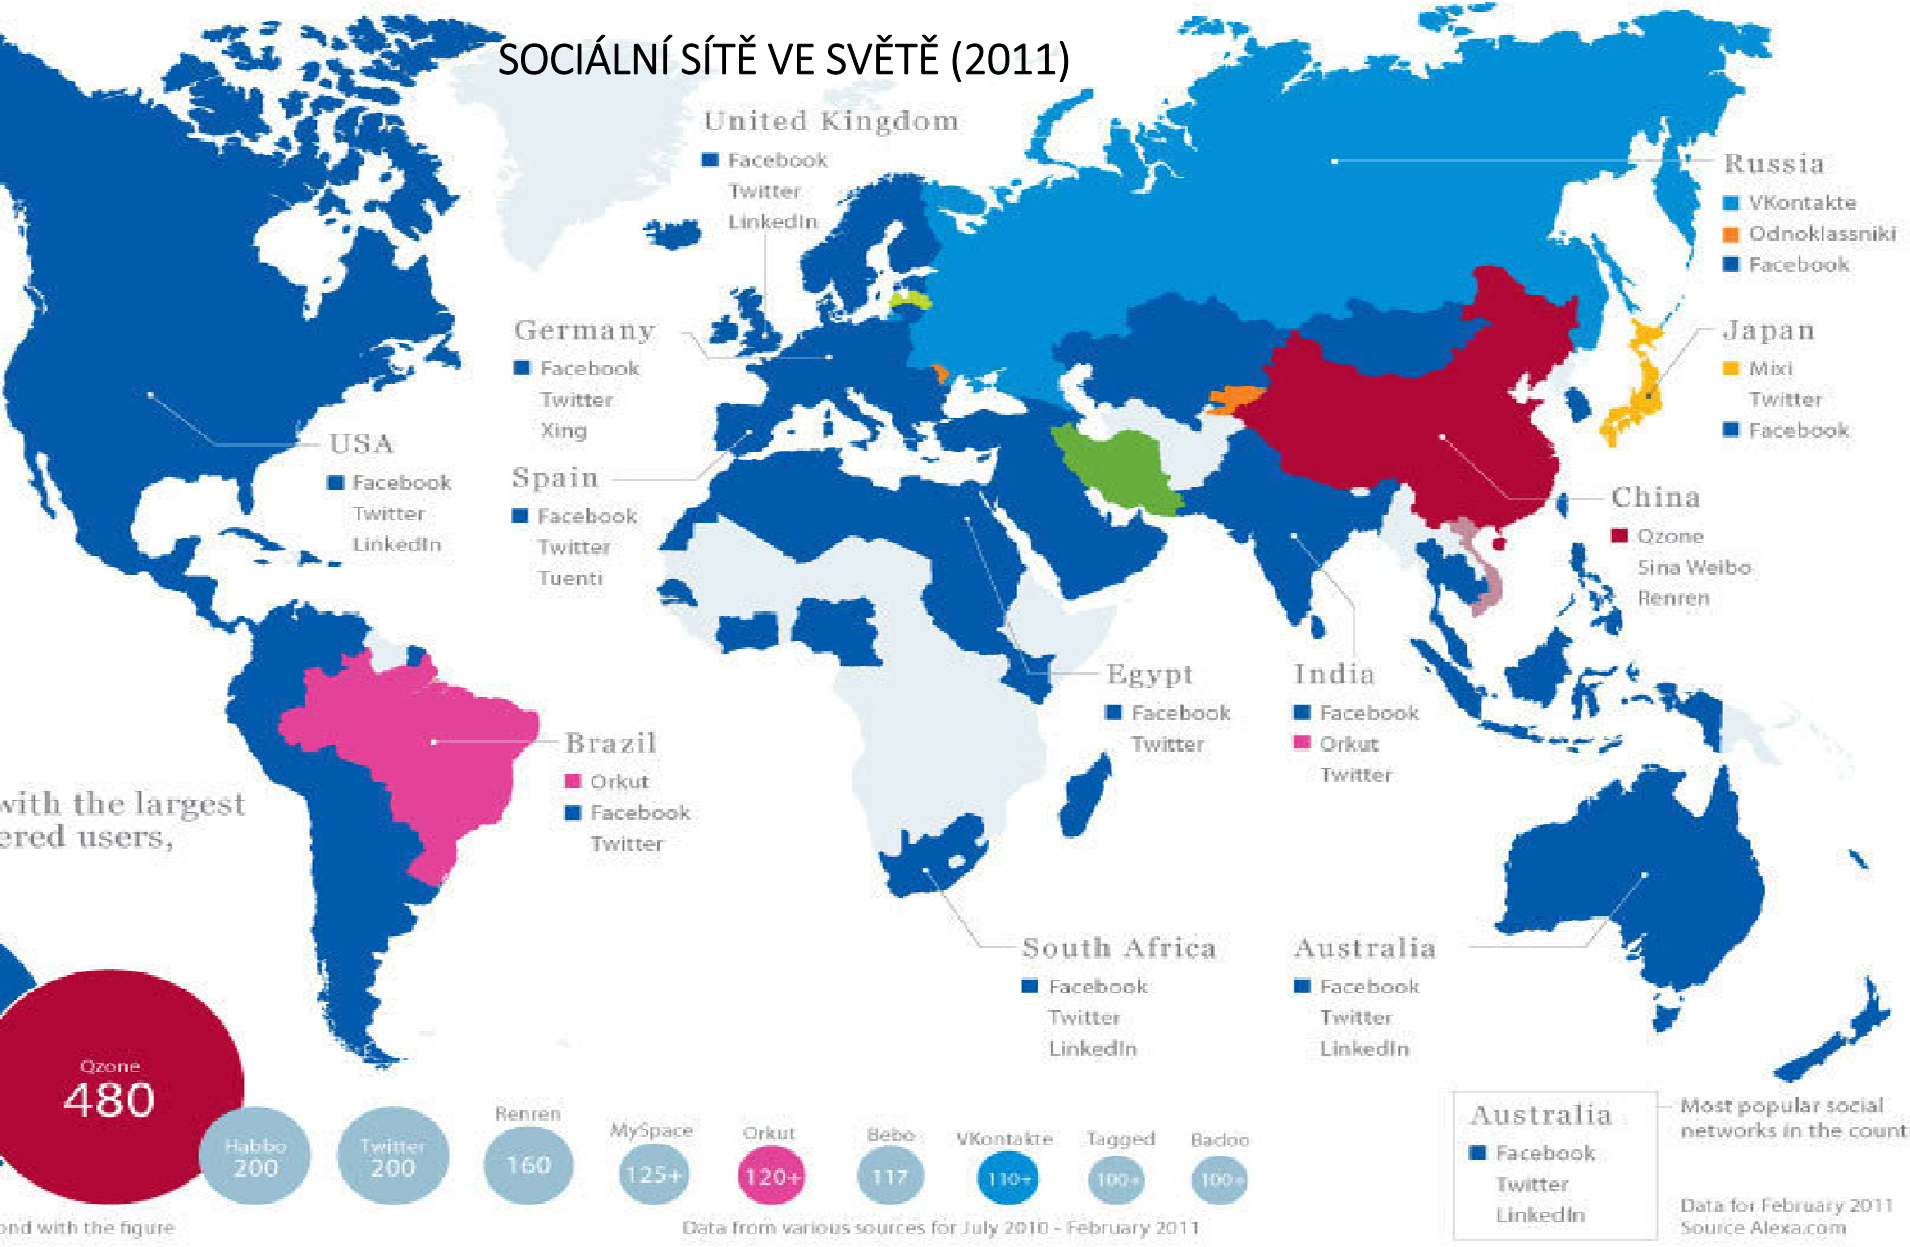 SOCIÁLNÍ SÍTĚ VE SVĚTĚ (2011)
United Kingdom
Facebook
Twitter
LinkedIn
Russia
VKontakte
Odnoklassniki
Facebook
Germany
Facebook
Twitter
Xing
Japan
Mixi
Twitter
Facebook
USA
Facebook
Twitter
LinkedIn
Spain
Facebook
Twitter
Tuenti
China
Qzone
Sina Weibo
Renren
Egypt
Facebook
Twitter
India
Facebook
Orkut
Twitter
Brazil
Orkut
Facebook
Twitter
with the largest
ered users,
South Africa
Facebook
Twitter
LinkedIn
Australia
Facebook
Twitter
LinkedIn
Qzone
480
Habbo
200
Twitter
200
Renren
160
MySpace
125+
Orkut
120+
Bebo
117
VKontakte
110+
Tagged
100+
Badoo
100+
Australia
Facebook
Twitter
LinkedIn
Most popular social
networks in the count
Data for February 2011
Source Alexa.com
ond with the figure
Data from various sources for July 2010 - February 2011